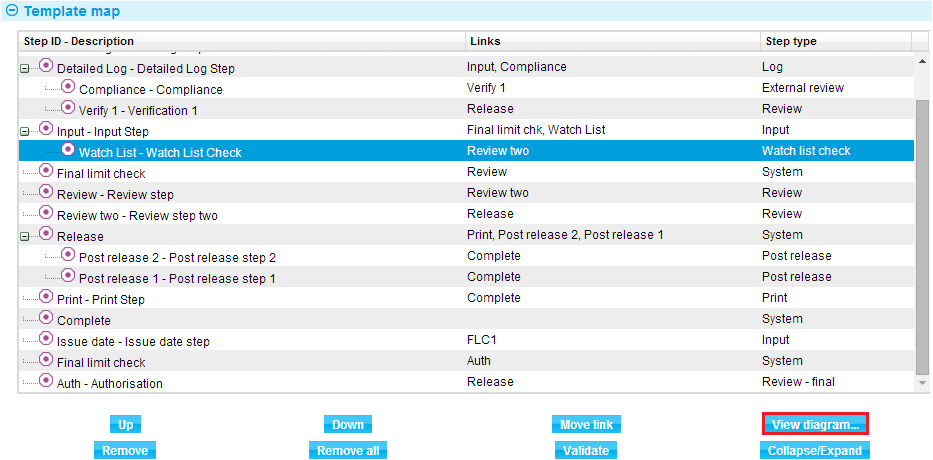 Template map
Step ID - Description Links Step type
Detailed Log - Detailed Log Step Input, Compliance Log
Compliance - Compliance Verify 1 External review
Verify 1 - Verification 1 Release Review
Input - Input Step Final limit chk, Watch List Input
Watch List - Watch List Check Review two Watch list check
Final limit check Review System
Review - Review step Review two Review
Review two - Review step two Release Review
Release Print, Post release 2, Post release 1 System
Post release 2 - Post release step 2 Complete Post release
Post release 1 - Post release step 1 Complete Post release
Print - Print Step Complete Print
Complete System
Issue date - Issue date step FLC1 Input
Final limit check Auth System
Auth - Authorisation Release Review - final
Up Down Move link View diagram...
Remove Remove all Validate Collapse/Expand